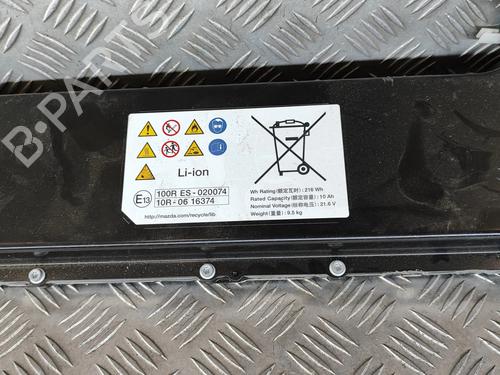 B-PARTS
Li-ion
E13
100R ES - 020074
10R - 06 16374
http://mazda.com/recycle/lib
Wh Rating (额定瓦时) : 216 Wh
Rated Capacity (额定容量) : 10 Ah
Nominal Voltage (标称电压) : 21.6 V
Weight (重量) : 9.5 kg